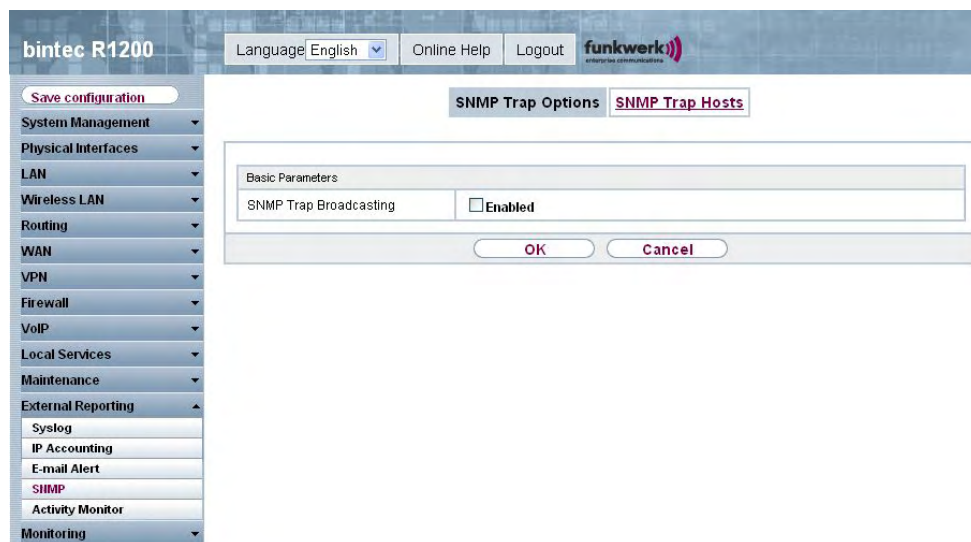 bintec R1200
Language English Online Help Logout funkwerk
enterprise communications
Save configuration
SNMP Trap Options SNMP Trap Hosts
System Management
Physical Interfaces
LAN
Wireless LAN
Routing
WAN
VPN
Firewall
VoIP
Local Services
Maintenance
External Reporting
Syslog
IP Accounting
E-mail Alert
SNMP
Activity Monitor
Monitoring
Basic Parameters
SNMP Trap Broadcasting Enabled
OK Cancel